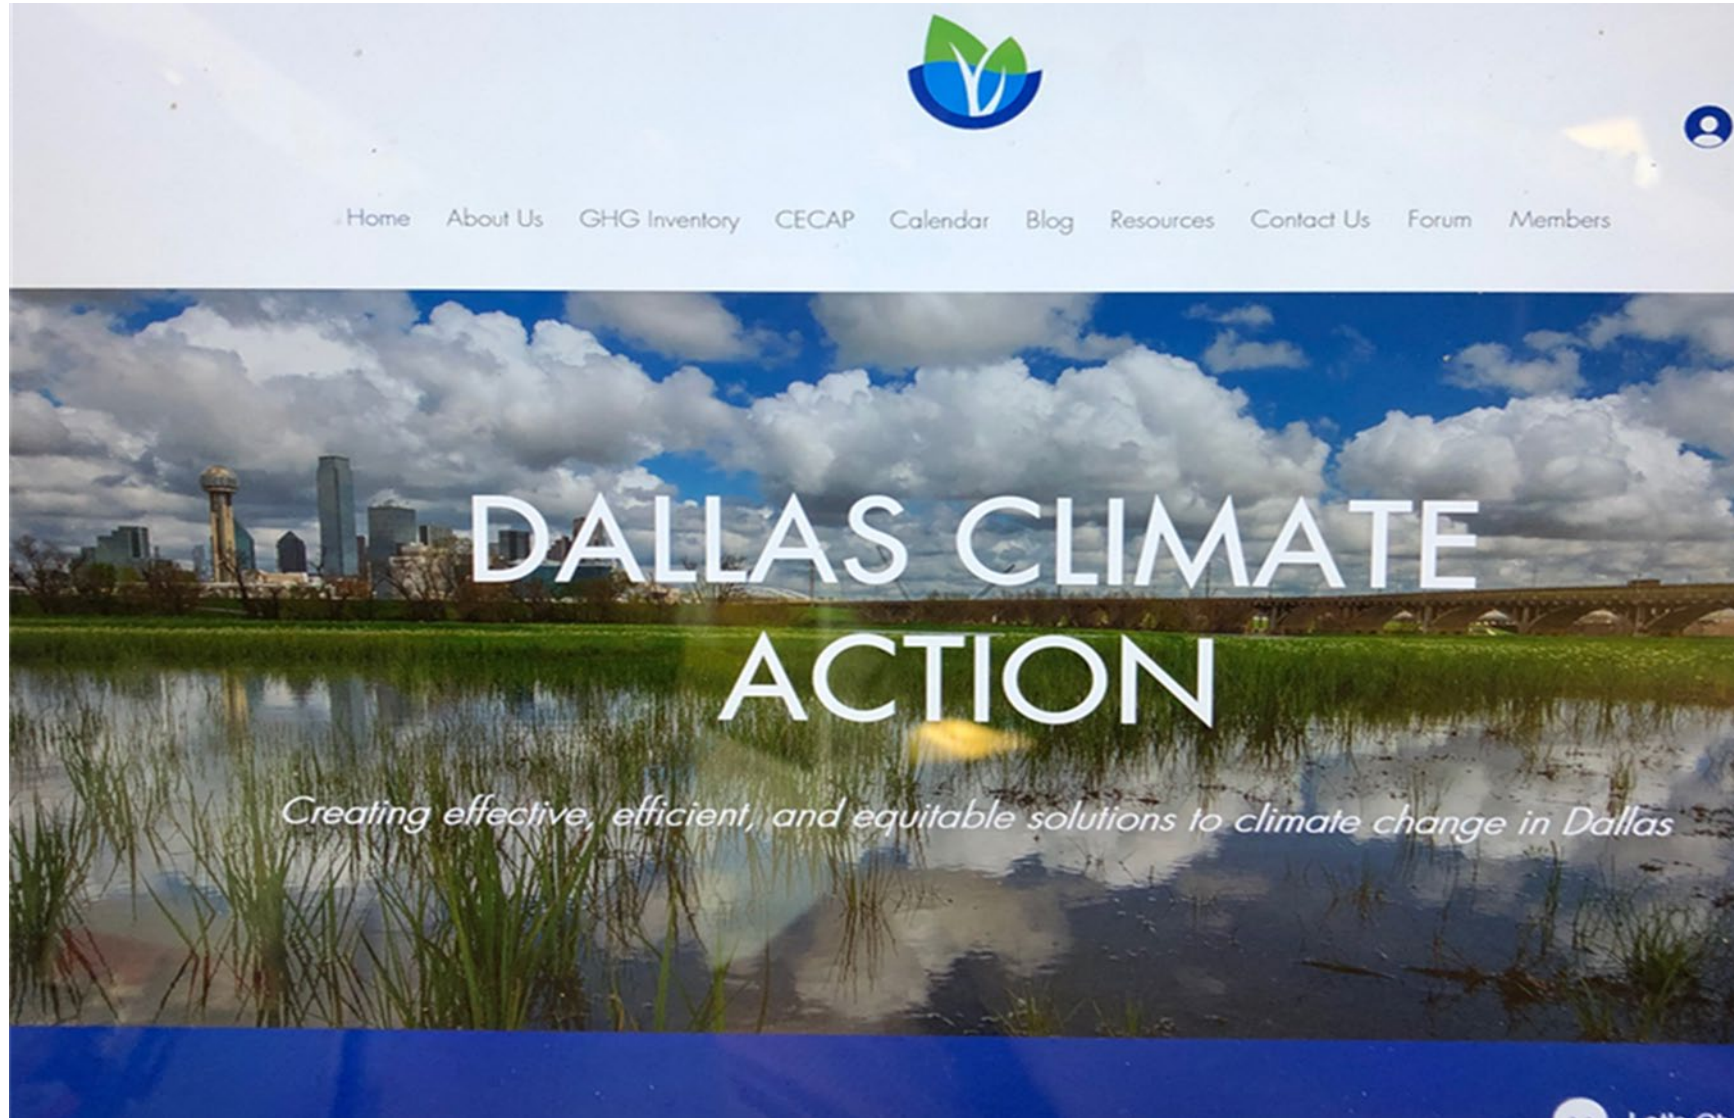 Home About Us GHG Inventory CECAP Calendar Blog Resources Contact Us Forum Members
DALLAS CLIMATE
ACTION
Creating effective, efficient, and equitable solutions to climate change in Dallas